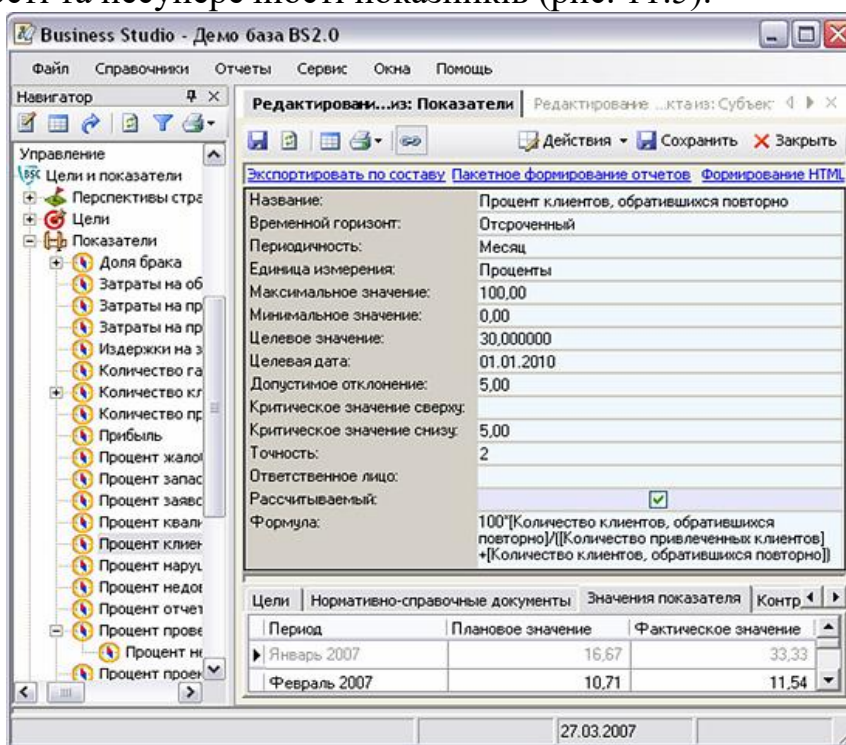 Business Studio - Демо база BS2.0
Файл Справочники Отчеты Сервис Окна Помощь
Навигатор
Управление
BSC Цели и показатели
Перспективы стра
Цели
Показатели
Доля брака
Затраты на об
Затраты на пр
Затраты на пр
Издержки на з
Количество га
Количество кл
Количество пр
Прибыль
Процент жало
Процент запас
Процент заяво
Процент квали
Процент клиен
Процент наруш
Процент недов
Процент отчет
Процент прове
Процент не
Процент проек
Редактировани...из: Показатели Редактирование ...кта из: Субъек
Действия Сохранить Закрыть
Экспортировать по составу Пакетное формирование отчетов Формирование HTML
Название: Процент клиентов, обратившихся повторно
Временной горизонт: Отсроченный
Периодичность: Месяц
Единица измерения: Проценты
Максимальное значение: 100,00
Минимальное значение: 0,00
Целевое значение: 30,000000
Целевая дата: 01.01.2010
Допустимое отклонение: 5,00
Критическое значение сверху:
Критическое значение снизу: 5,00
Точность: 2
Ответственное лицо:
Рассчитываемый:
Формула: 100*[Количество клиентов, обратившихся
повторно]/([Количество привлеченных клиентов]
+[Количество клиентов, обратившихся повторно])
Цели Нормативно-справочные документы Значения показателя Контр
Период Плановое значение Фактическое значение
Январь 2007 16,67 33,33
Февраль 2007 10,71 11,54
27.03.2007